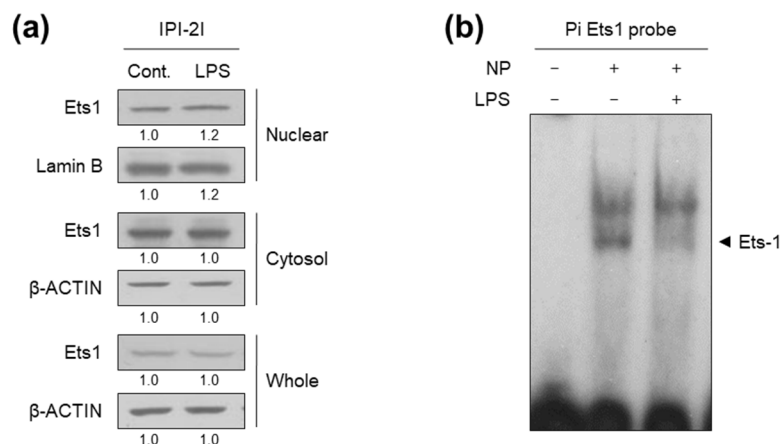 (a)
IPI-2I
Cont. LPS
Ets1
1.0 1.2
Lamin B
1.0 1.2
Nuclear
Ets1
1.0 1.0
β-ACTIN
1.0 1.0
Cytosol
Ets1
1.0 1.0
β-ACTIN
1.0 1.0
Whole
(b)
Pi Ets1 probe
NP − + +
LPS − − +
◄ Ets-1